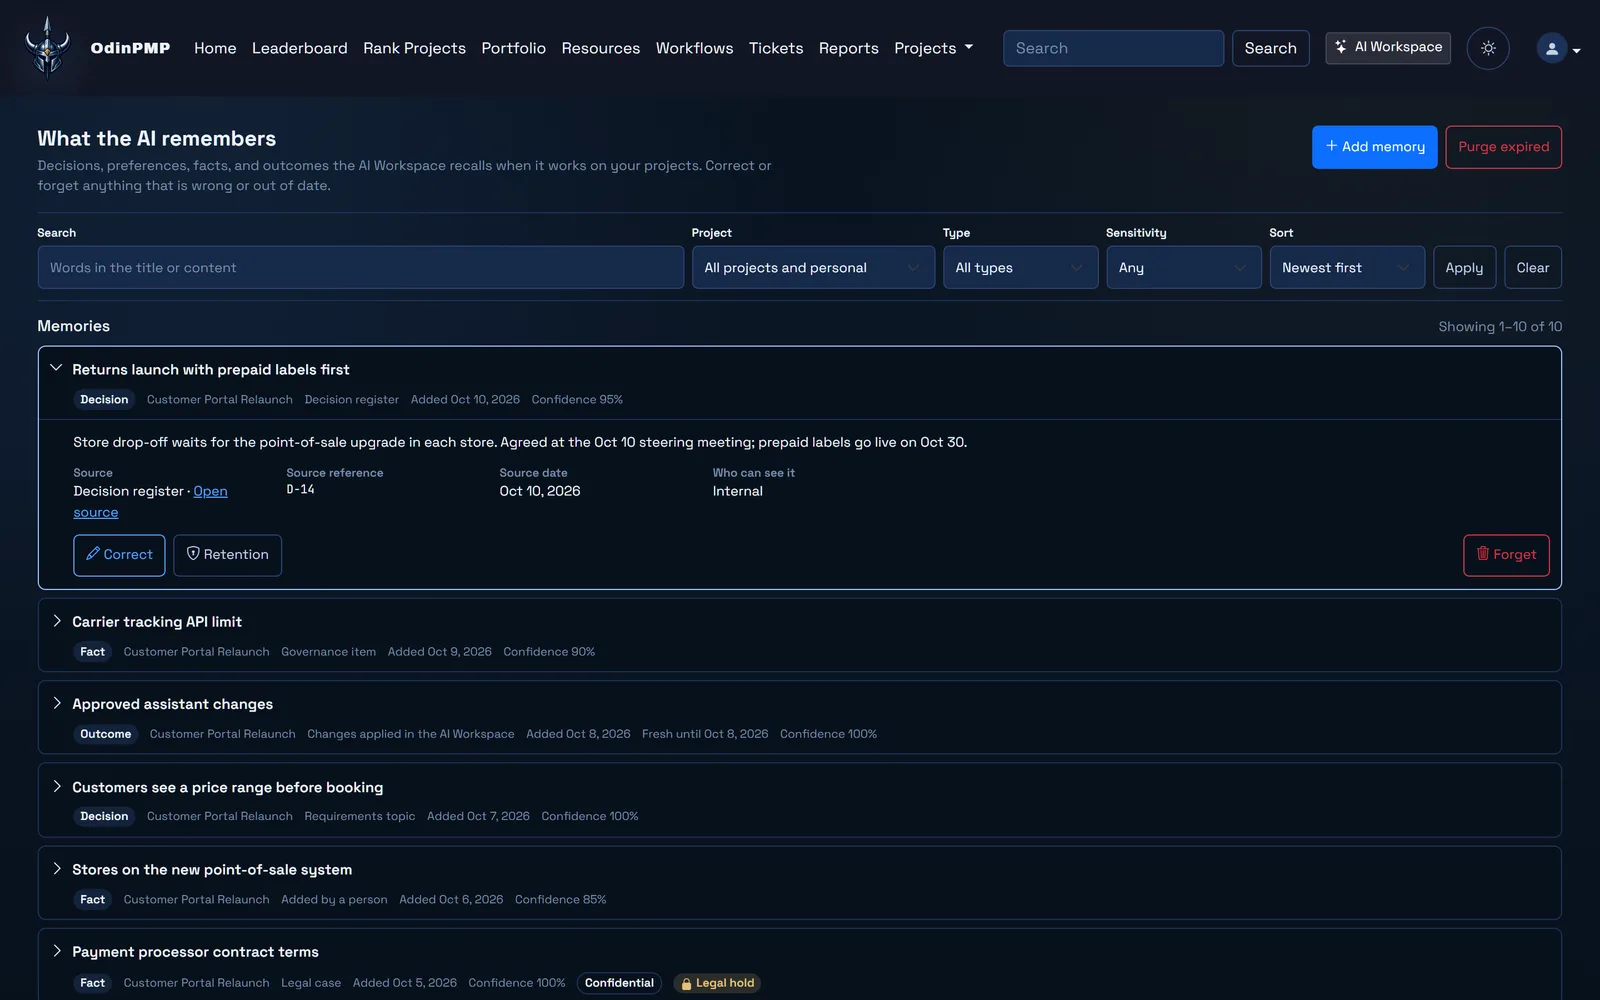 OdinPMP
Home Leaderboard Rank Projects Portfolio Resources Workflows Tickets Reports Projects
Search Search AI Workspace
What the AI remembers
Decisions, preferences, facts, and outcomes the AI Workspace recalls when it works on your projects. Correct or
forget anything that is wrong or out of date.
+ Add memory Purge expired
Search Project Type Sensitivity Sort
Words in the title or content All projects and personal All types Any Newest first Apply Clear
Memories Showing 1–10 of 10
Returns launch with prepaid labels first
Decision Customer Portal Relaunch Decision register Added Oct 10, 2026 Confidence 95%
Store drop-off waits for the point-of-sale upgrade in each store. Agreed at the Oct 10 steering meeting; prepaid labels go live on Oct 30.
Source Source reference Source date Who can see it
Decision register · Open D-14 Oct 10, 2026 Internal
source
Correct Retention Forget
Carrier tracking API limit
Fact Customer Portal Relaunch Governance item Added Oct 9, 2026 Confidence 90%
Approved assistant changes
Outcome Customer Portal Relaunch Changes applied in the AI Workspace Added Oct 8, 2026 Fresh until Oct 8, 2026 Confidence 100%
Customers see a price range before booking
Decision Customer Portal Relaunch Requirements topic Added Oct 7, 2026 Confidence 100%
Stores on the new point-of-sale system
Fact Customer Portal Relaunch Added by a person Added Oct 6, 2026 Confidence 85%
Payment processor contract terms
Fact Customer Portal Relaunch Legal case Added Oct 5, 2026 Confidence 100% Confidential Legal hold